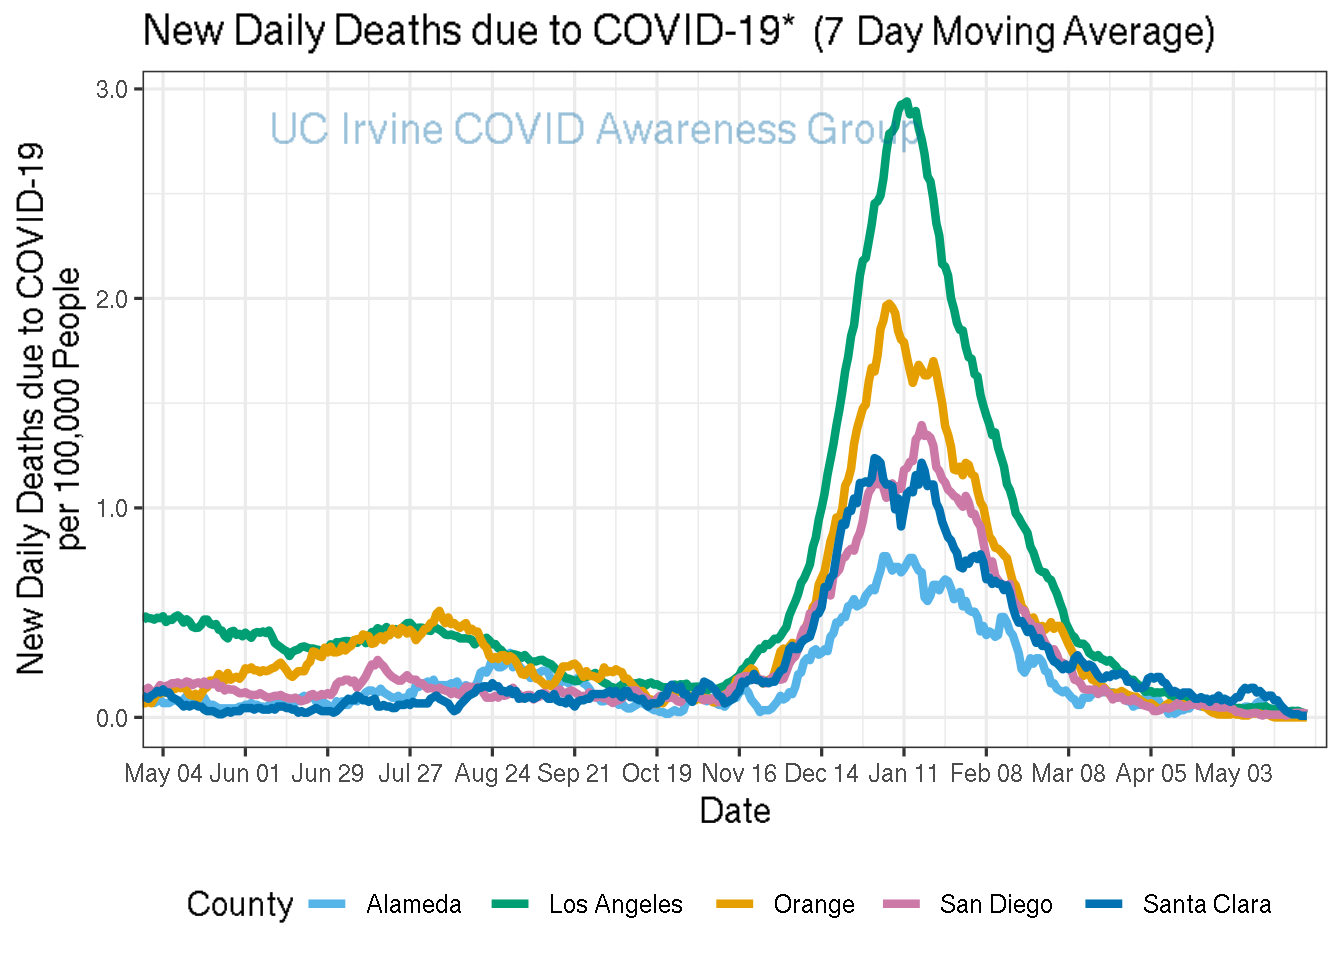 New Daily Deaths due to COVID-19* (7 Day Moving Average)
UC Irvine COVID Awareness Group
New Daily Deaths due to COVID-19
per 100,000 People
3.0
2.0
1.0
0.0
May 04 Jun 01 Jun 29 Jul 27 Aug 24 Sep 21 Oct 19 Nov 16 Dec 14 Jan 11 Feb 08 Mar 08 Apr 05 May 03
Date
County Alameda Los Angeles Orange San Diego Santa Clara